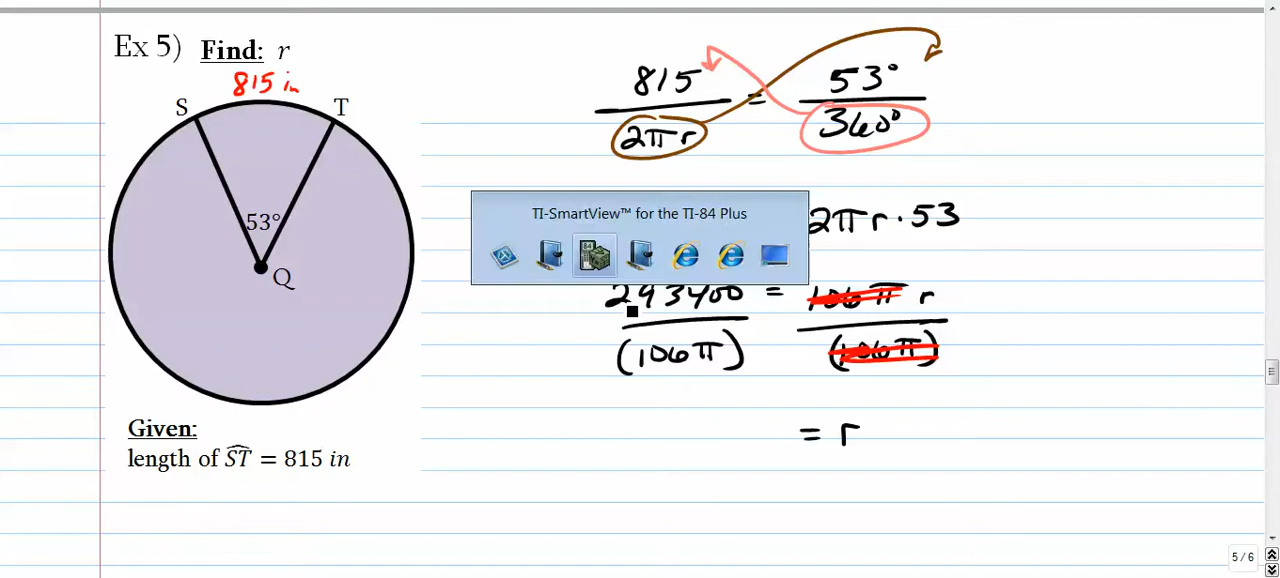 Ex 5) Find: r
815 in
S T
53°
Q
Given:
length of ST = 815 in
815 / 2πr = 53° / 360°
2πr · 53
TI-SmartView™ for the TI-84 Plus
293400 / (106π) = 106π r / (106π)
= r
5 / 6